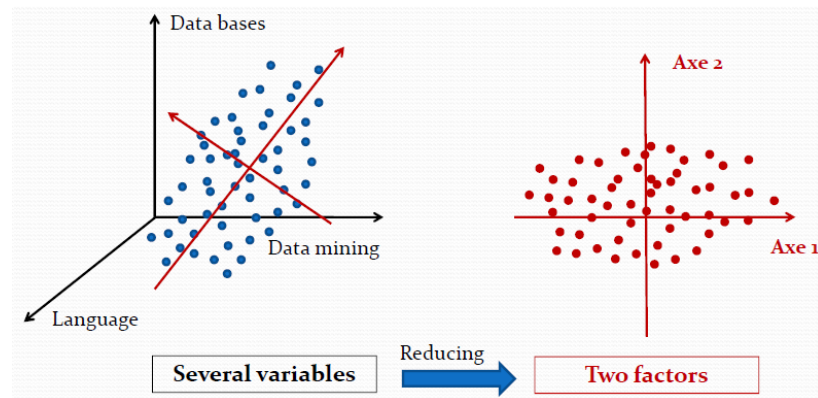 Data bases
Data mining
Language
Axe 2
Axe 1
Several variables
Reducing
Two factors